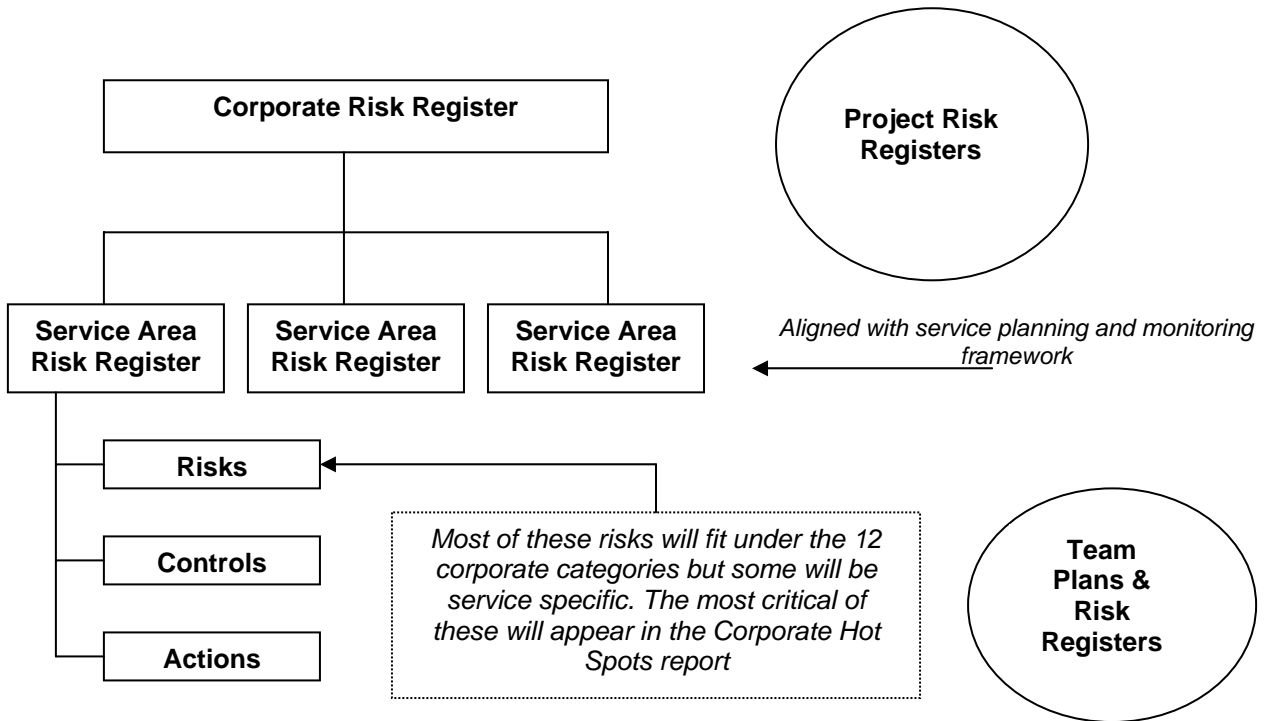 Corporate Risk Register
Project Risk
Registers
Service Area
Risk Register
Service Area
Risk Register
Service Area
Risk Register
Aligned with service planning and monitoring
framework
Risks
Controls
Actions
Most of these risks will fit under the 12
corporate categories but some will be
service specific. The most critical of
these will appear in the Corporate Hot
Spots report
Team
Plans &
Risk
Registers